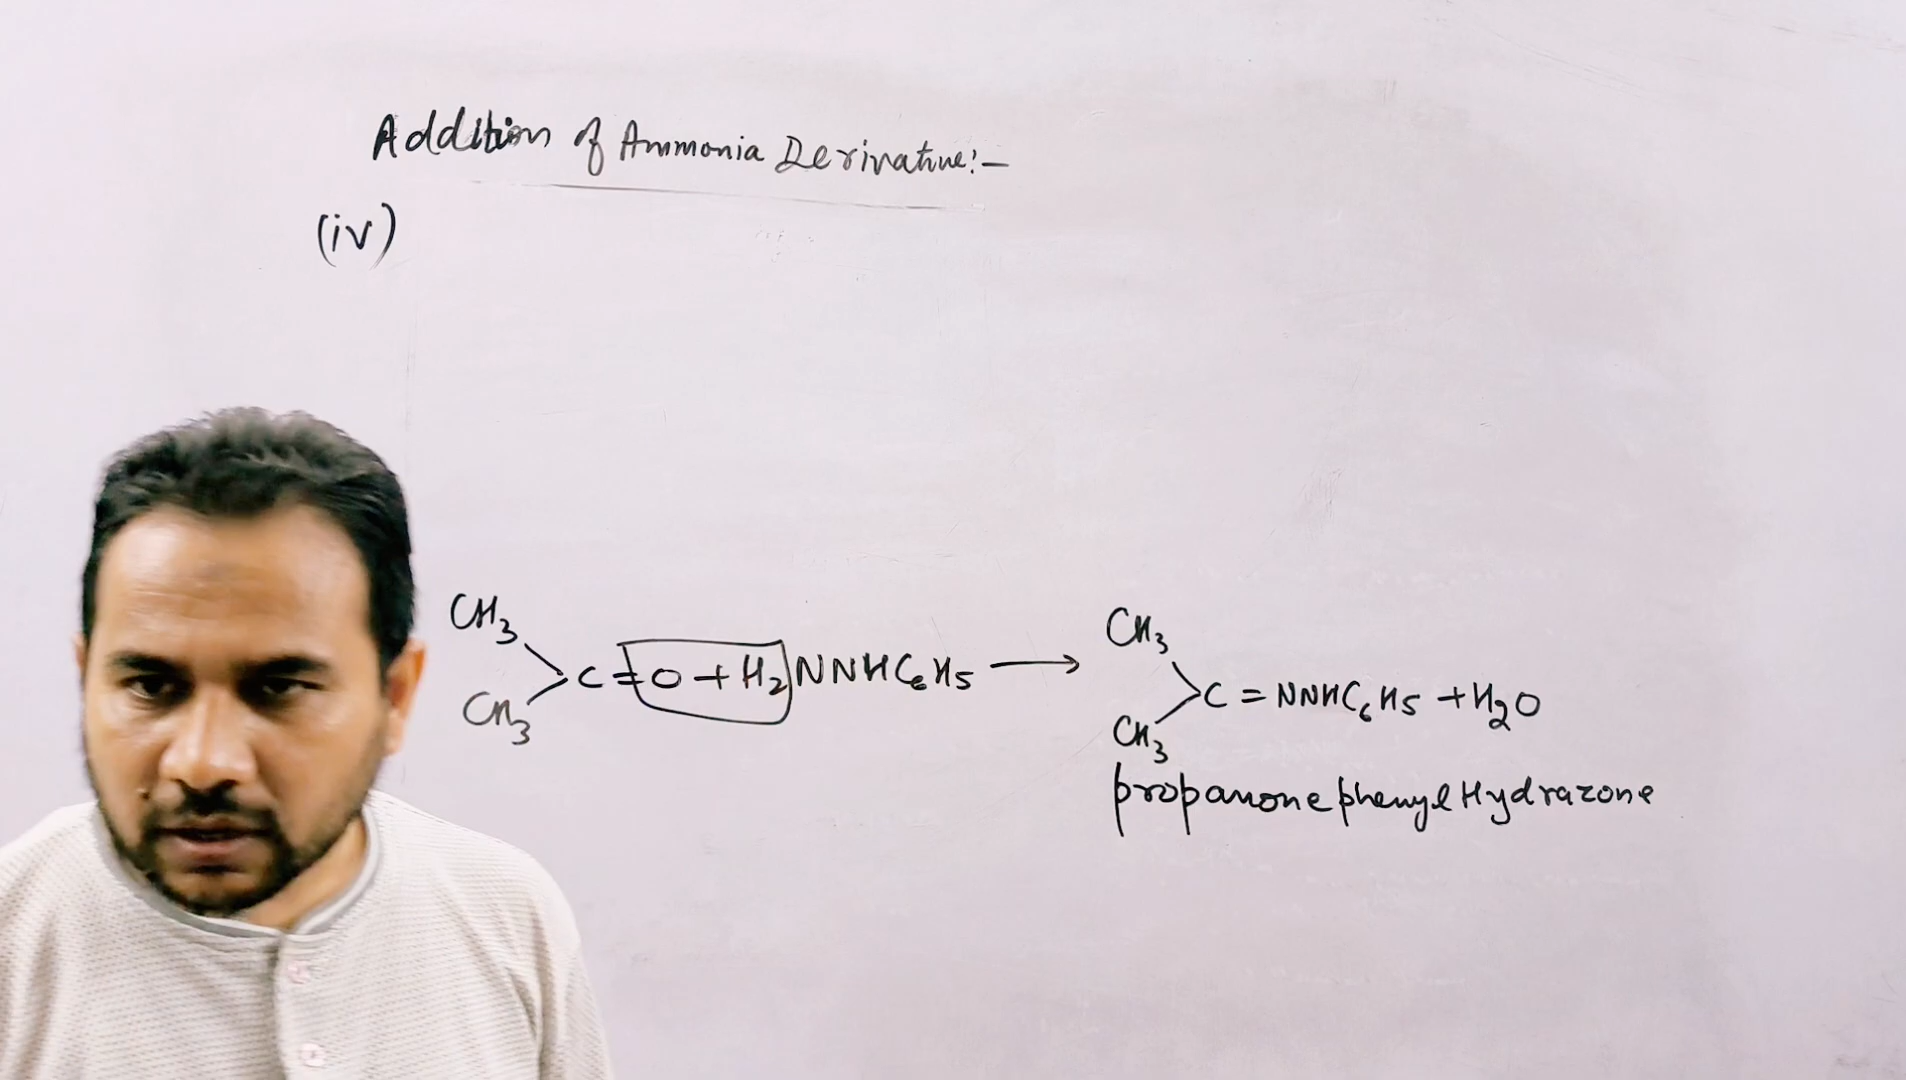 Addition of Ammonia Derivative:-
(iv)
CH3
CH3
C=O + H2NNHC6H5 →
CH3
CH3
C = NNHC6H5 + H2O
propanone phenyl Hydrazone